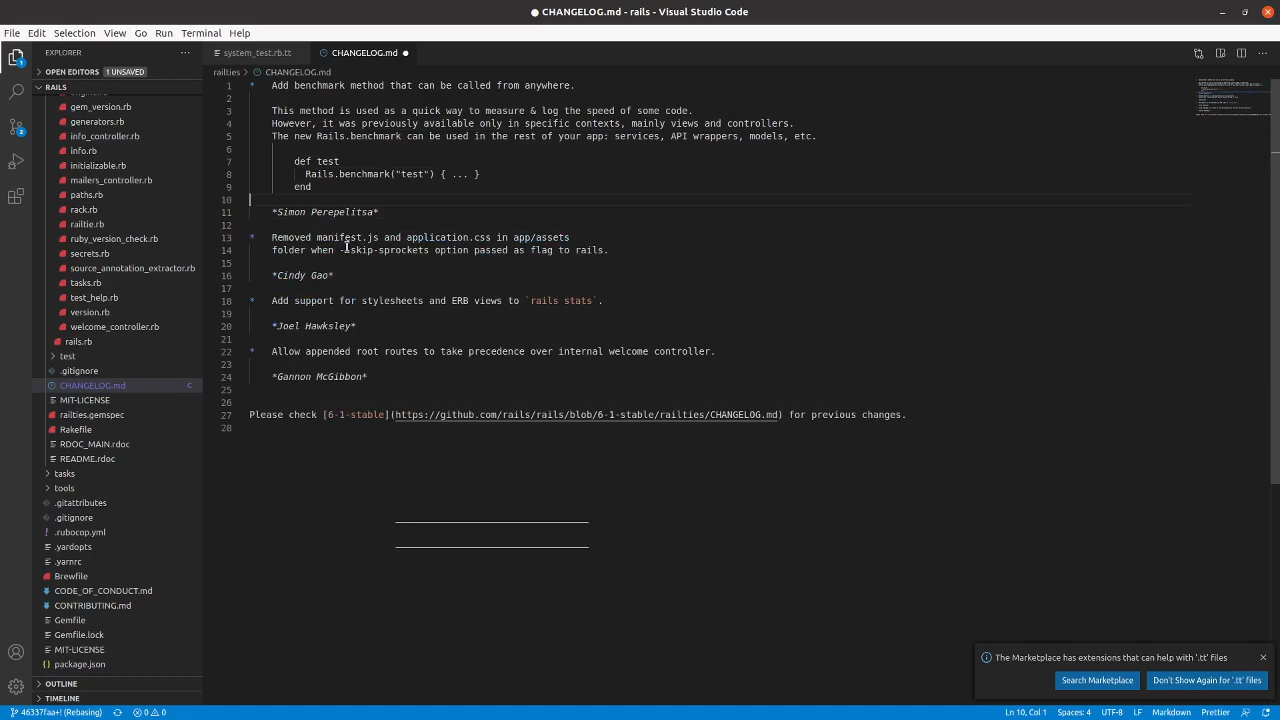 ● CHANGELOG.md - rails - Visual Studio Code
File Edit Selection View Go Run Terminal Help
EXPLORER
system_test.rb.tt
CHANGELOG.md
OPEN EDITORS 1 UNSAVED
railties > CHANGELOG.md
RAILS
gem_version.rb
generators.rb
info_controller.rb
info.rb
initializable.rb
mailers_controller.rb
paths.rb
rack.rb
railtie.rb
ruby_version_check.rb
secrets.rb
source_annotation_extractor.rb
tasks.rb
test_help.rb
version.rb
welcome_controller.rb
rails.rb
test
.gitignore
CHANGELOG.md C
MIT-LICENSE
railties.gemspec
Rakefile
RDOC_MAIN.rdoc
README.rdoc
tasks
tools
.gitattributes
.gitignore
.rubocop.yml
.yardopts
.yarnrc
Brewfile
CODE_OF_CONDUCT.md
CONTRIBUTING.md
Gemfile
Gemfile.lock
MIT-LICENSE
package.json
OUTLINE
TIMELINE
1 * Add benchmark method that can be called from anywhere.
2
3 This method is used as a quick way to measure & log the speed of some code.
4 However, it was previously available only in specific contexts, mainly views and controllers.
5 The new Rails.benchmark can be used in the rest of your app: services, API wrappers, models, etc.
6
7 def test
8 Rails.benchmark("test") { ... }
9 end
10
11 *Simon Perepelitsa*
12
13 * Removed manifest.js and application.css in app/assets
14 folder when --skip-sprockets option passed as flag to rails.
15
16 *Cindy Gao*
17
18 * Add support for stylesheets and ERB views to `rails stats`.
19
20 *Joel Hawksley*
21
22 * Allow appended root routes to take precedence over internal welcome controller.
23
24 *Gannon McGibbon*
25
26
27 Please check [6-1-stable](https://github.com/rails/rails/blob/6-1-stable/railties/CHANGELOG.md) for previous changes.
28
The Marketplace has extensions that can help with '.tt' files
Search Marketplace
Don't Show Again for '.tt' files
46337faa+! (Rebasing) 0 0
Ln 10, Col 1 Spaces: 4 UTF-8 LF Markdown Prettier